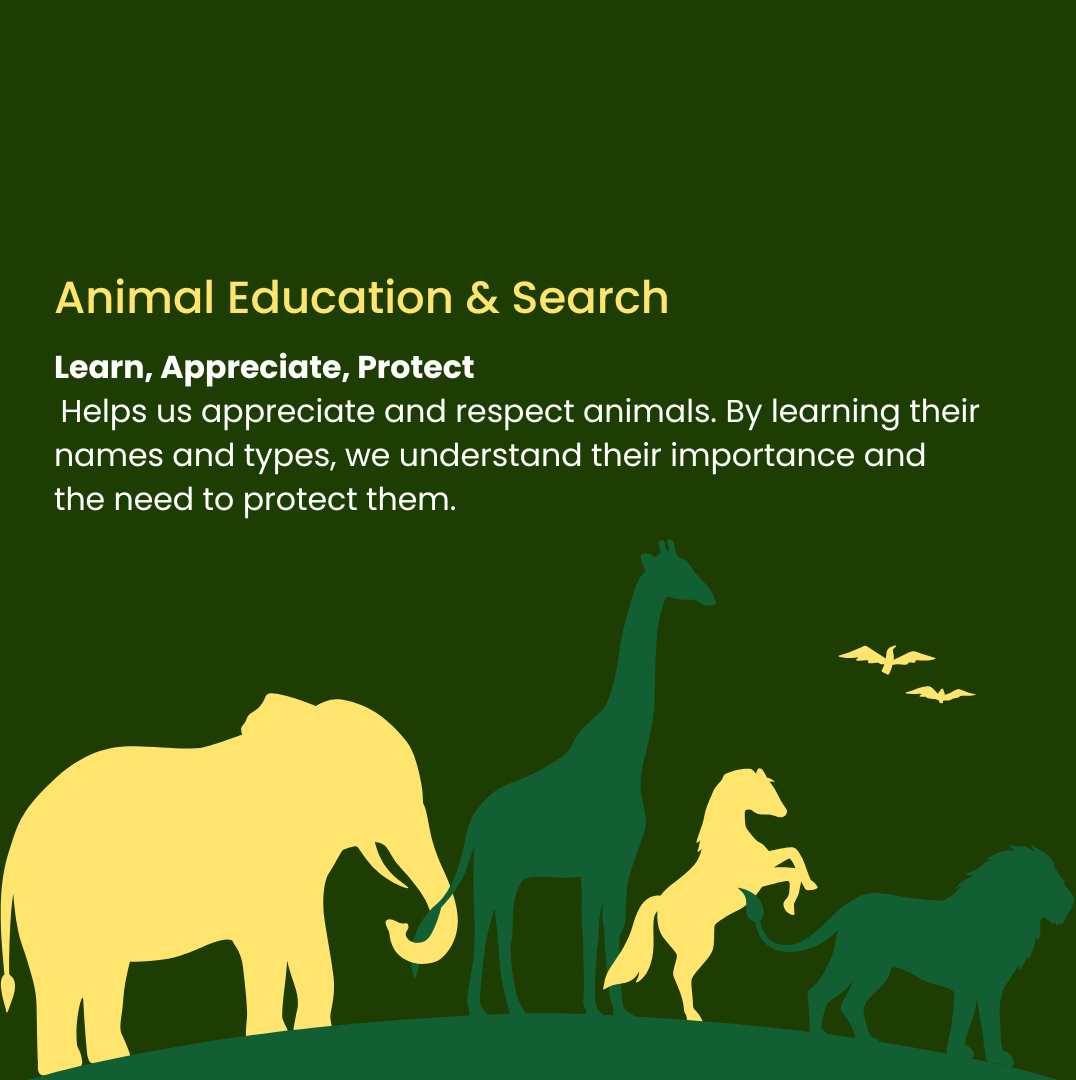 Animal Education & Search
Learn, Appreciate, Protect
Helps us appreciate and respect animals. By learning their
names and types, we understand their importance and
the need to protect them.